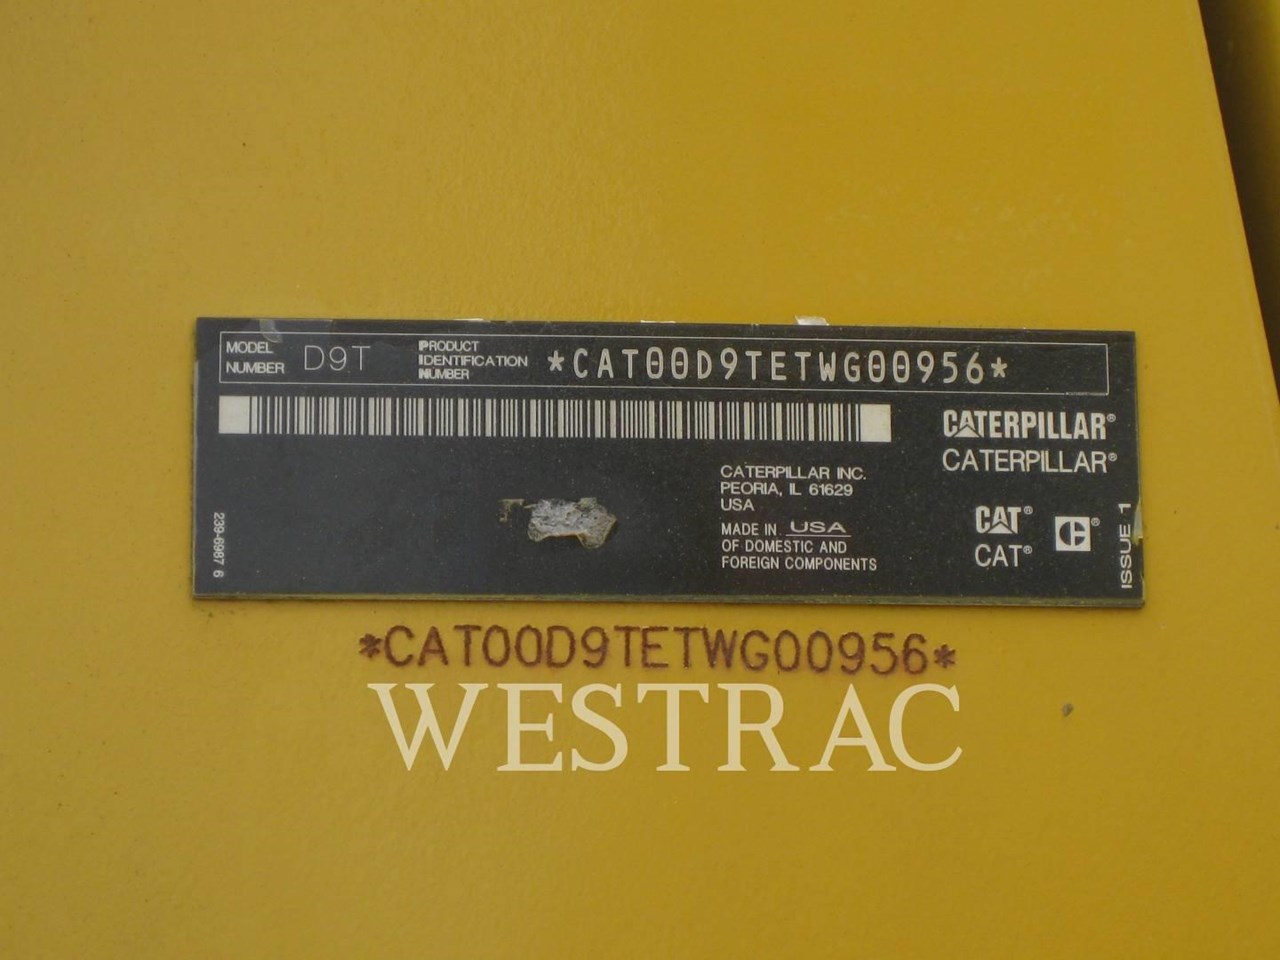 MODEL NUMBER D9T PRODUCT IDENTIFICATION NUMBER *CAT00D9TETWG00956*
CATERPILLAR®
CATERPILLAR®
CATERPILLAR INC.
PEORIA, IL 61629
USA
MADE IN USA
OF DOMESTIC AND
FOREIGN COMPONENTS
CAT®
CAT®
®
239-6987 6
ISSUE 1
*CAT00D9TETWG00956*
WESTRAC